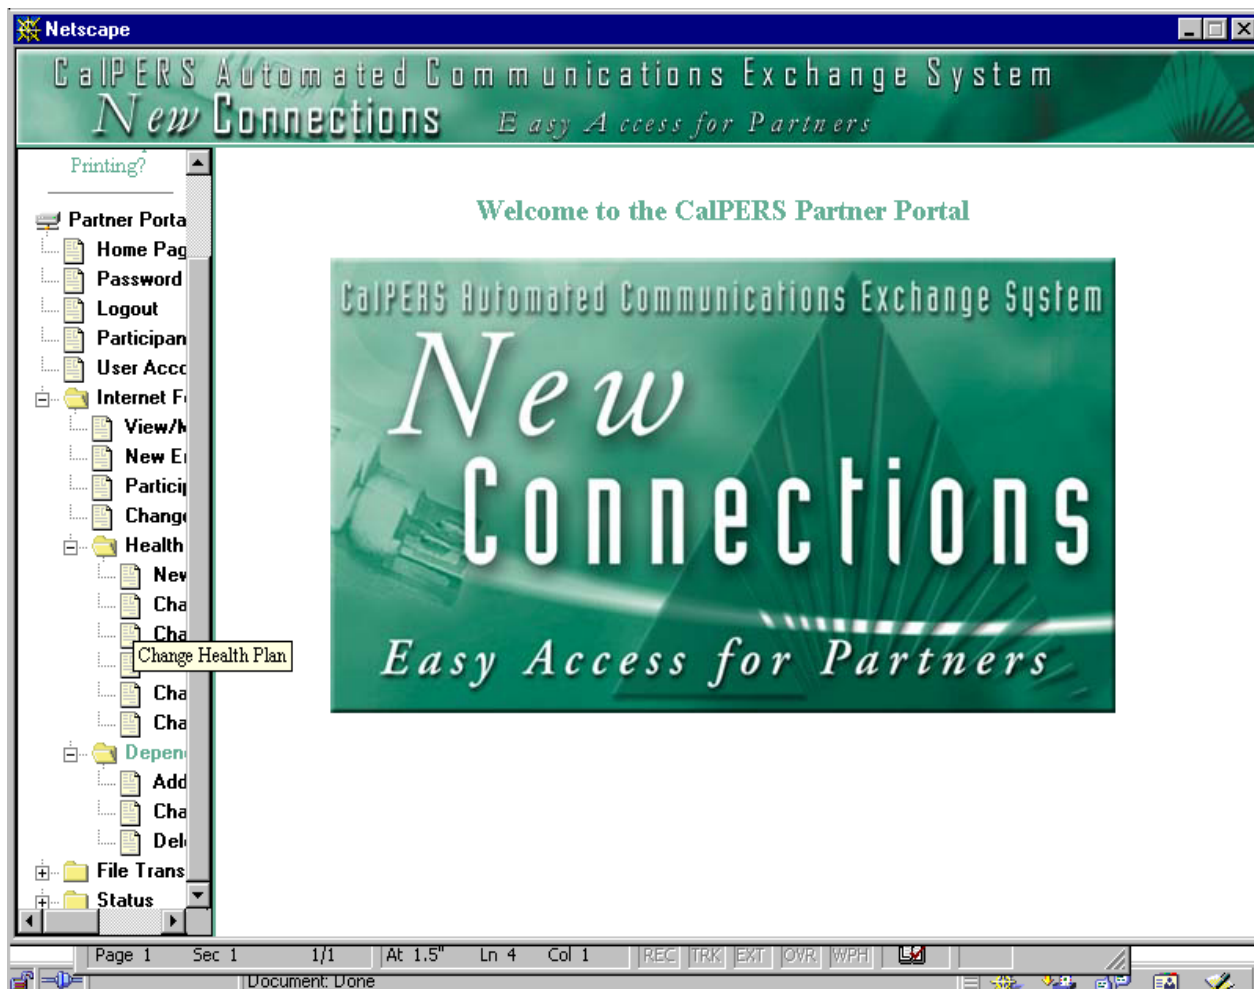 Netscape
CalPERS Automated Communications Exchange System
New Connections Easy Access for Partners
Printing?
Partner Porta
Home Pag
Password
Logout
Participan
User Acco
Internet F
View/M
New E
Particip
Change
Health
New
Cha
Cha
Change Health Plan
Cha
Cha
Depen
Add
Cha
Del
File Trans
Status
Welcome to the CalPERS Partner Portal
CalPERS Automated Communications Exchange System
New
Connections
Easy Access for Partners
Page 1 Sec 1 1/1 At 1.5" Ln 4 Col 1 REC TRK EXT OVR WPH
Document: Done